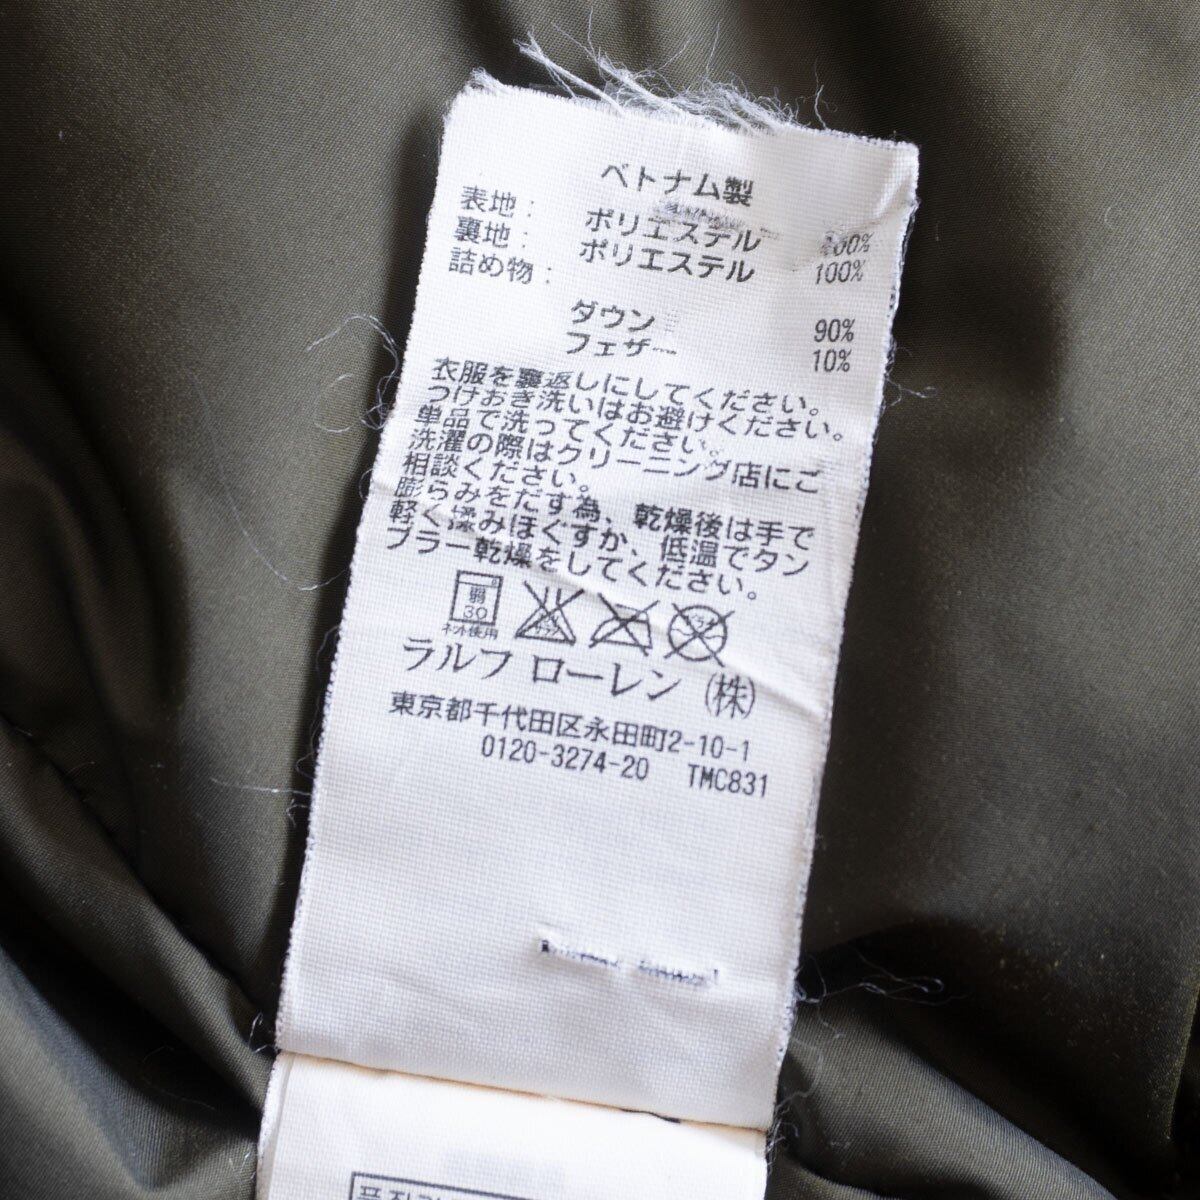 ベトナム製
表地: ポリエステル 100%
裏地: ポリエステル 100%
詰め物:
ダウン 90%
フェザー 10%
衣服を裏返しにしてください。
つけおき洗いはお避けください。
単品で洗ってください。
洗濯の際はクリーニング店にご
相談ください。
膨らみをだす為、乾燥後は手で
軽く揉みほぐすか、低温でタン
ブラー乾燥をしてください。
弱
30
ネット使用
ドライ
ラルフ ローレン (株)
東京都千代田区永田町2-10-1
0120-3274-20 TMC831